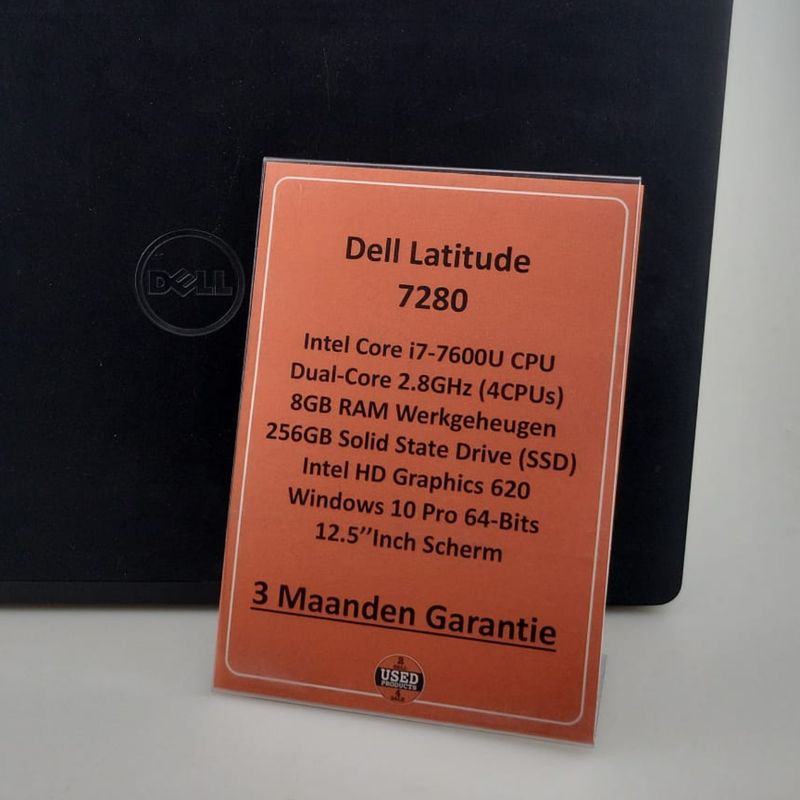 DELL
Dell Latitude
7280
Intel Core i7-7600U CPU
Dual-Core 2.8GHz (4CPUs)
8GB RAM Werkgeheugen
256GB Solid State Drive (SSD)
Intel HD Graphics 620
Windows 10 Pro 64-Bits
12.5’’Inch Scherm
3 Maanden Garantie
USED
PRODUCTS
4
SALE